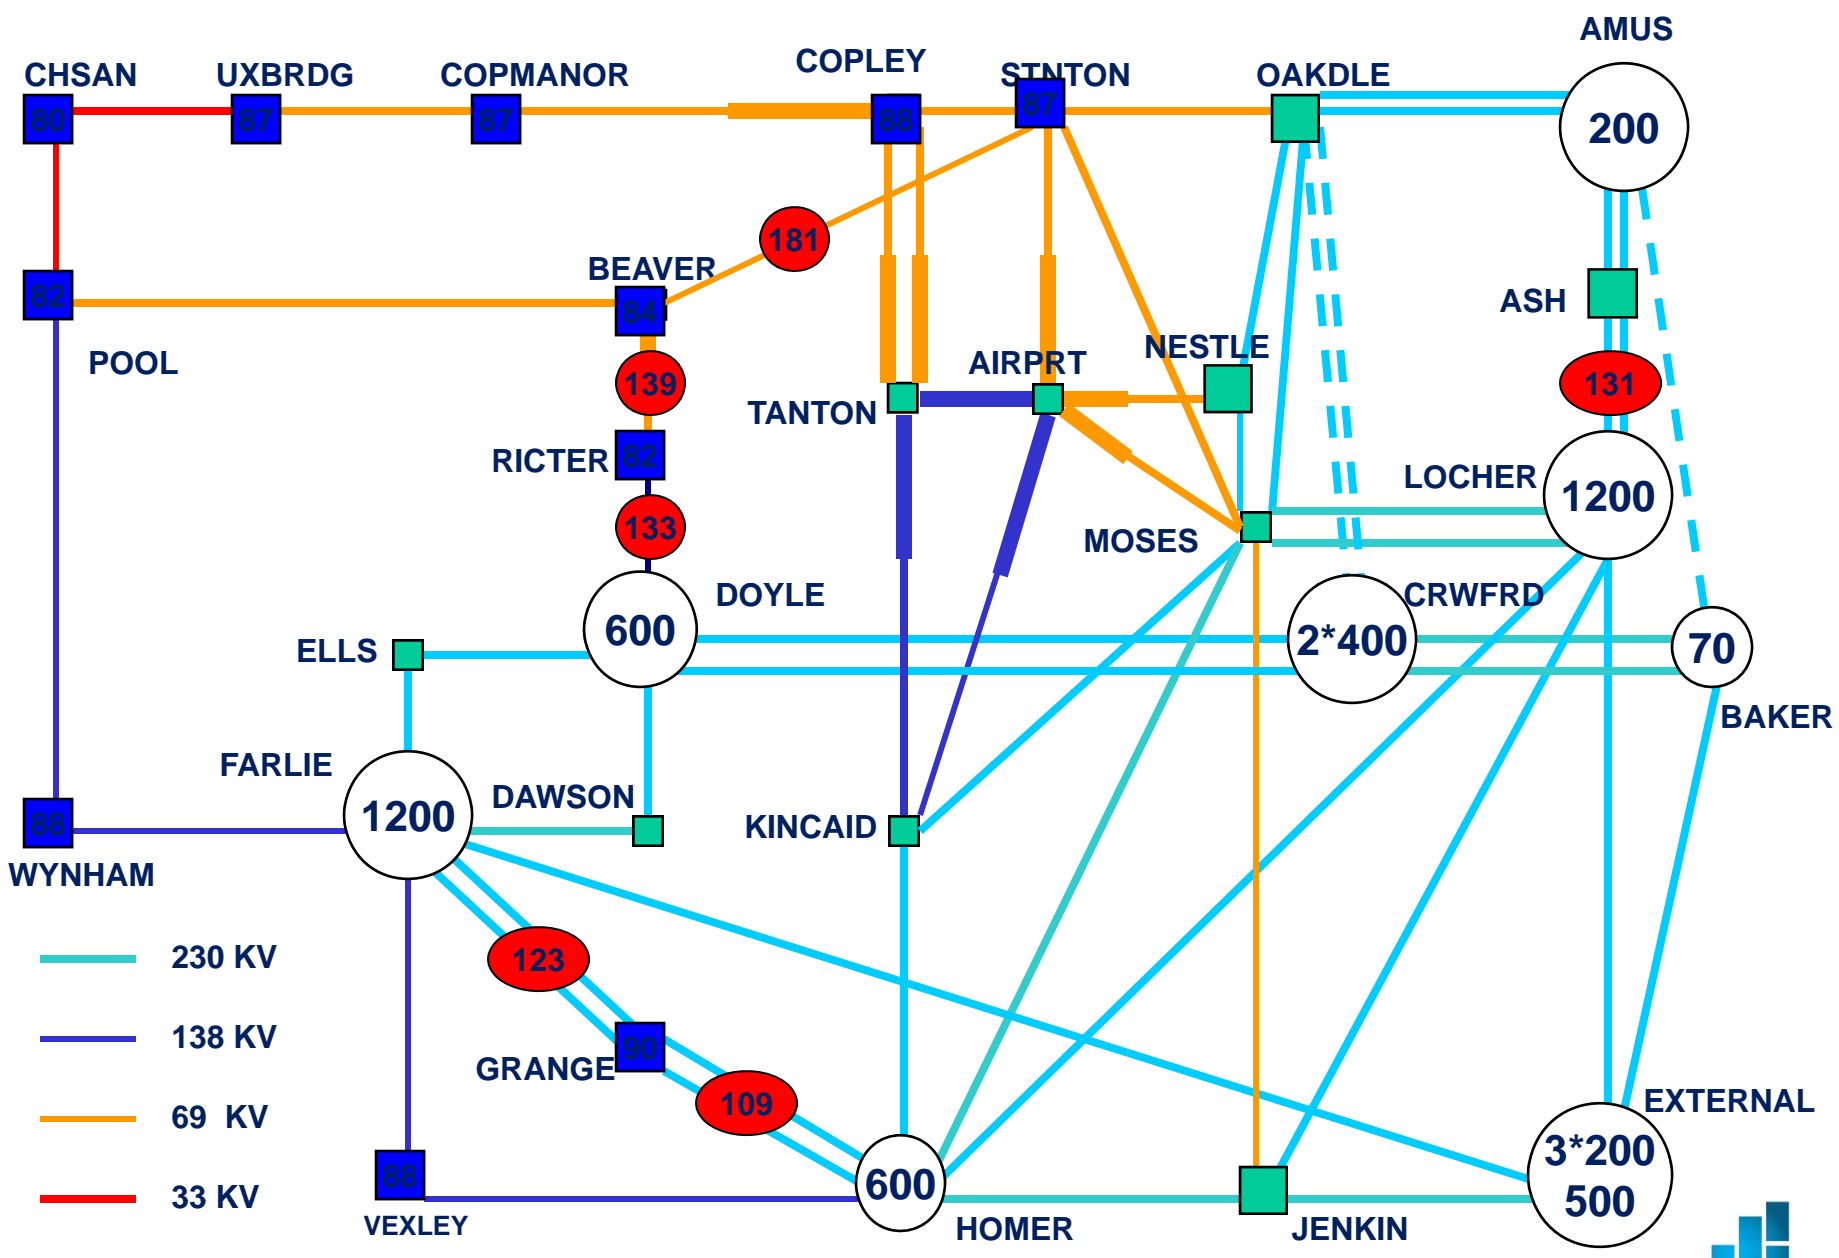 AMUS
COPLEY
CHSAN UXBRDG COPMANOR STNTON OAKDLE
80 87 87 88 87 200
181
BEAVER
82 84 ASH
POOL NESTLE
AIRPRT
139 131
TANTON
RICTER 82 LOCHER 1200
133 MOSES
DOYLE CRWFRD
ELLS 600 2*400 70
BAKER
FARLIE
1200 DAWSON KINCAID
88
WYNHAM
230 KV 123
138 KV 90
GRANGE
69 KV 109 EXTERNAL
3*200
88 600 500
33 KV
VEXLEY HOMER JENKIN